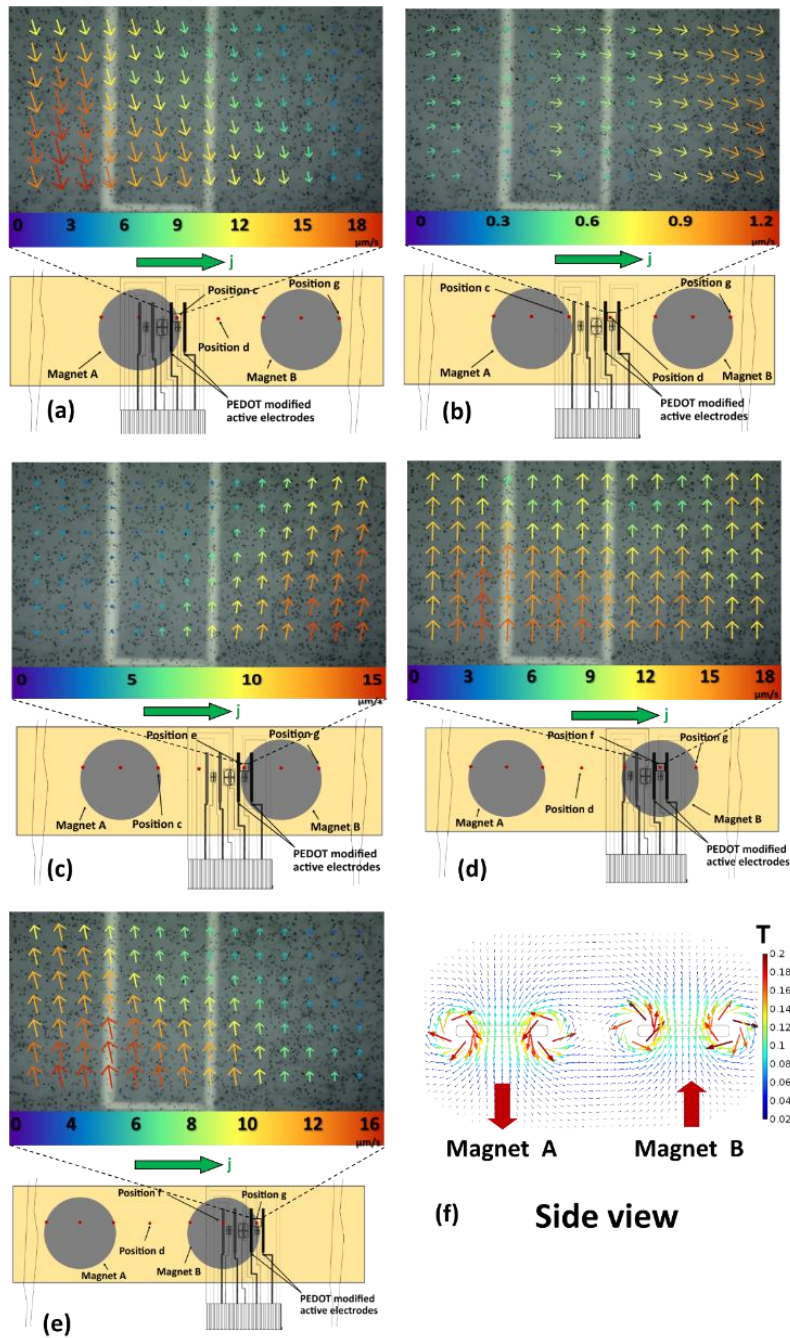 0 3 6 9 12 15 18
μm/s
j
Position c
Position g
Position d
Magnet A
Magnet B
PEDOT modified
active electrodes
(a)
0 0.3 0.6 0.9 1.2
μm/s
j
Position c
Position g
Magnet A
Position d
Magnet B
PEDOT modified
active electrodes
(b)
0 5 10 15
μm/s
j
Position e
Position g
Magnet A
Position c
Magnet B
PEDOT modified
active electrodes
(c)
0 3 6 9 12 15 18
μm/s
j
Position f
Position g
Magnet A
Position d
Magnet B
PEDOT modified
active electrodes
(d)
0 2 4 6 8 10 12 14 16
μm/s
j
Position f
Position g
Position d
Magnet A
Magnet B
PEDOT modified
active electrodes
(e)
T
0.2
0.18
0.16
0.14
0.12
0.1
0.08
0.06
0.04
0.02
Magnet A Magnet B
(f) Side view